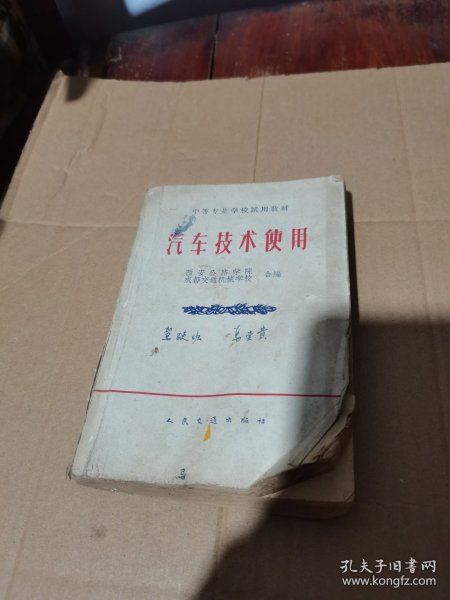 中等专业学校试用教材
汽车技术使用
西安公路学院
成都交通机械学校
合编
人民交通出版社
孔夫子旧书网
www.kongfz.com